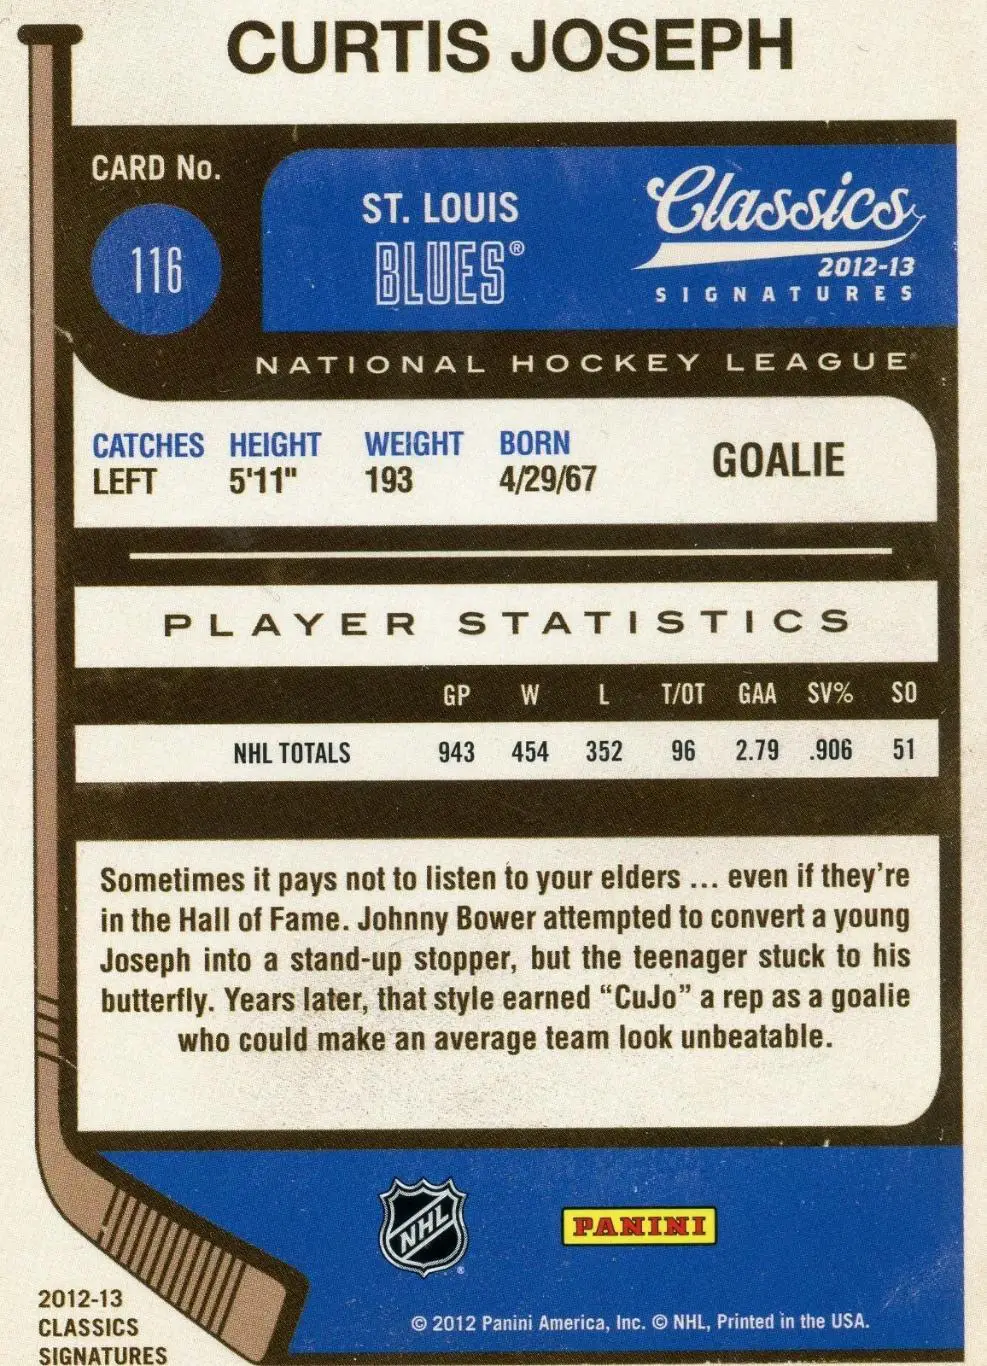 CURTIS JOSEPH
CARD No.
116
ST. LOUIS
BLUES®
Classics
2012-13
SIGNATURES
NATIONAL HOCKEY LEAGUE
CATCHES HEIGHT WEIGHT BORN
LEFT 5'11" 193 4/29/67
GOALIE
PLAYER STATISTICS
GP W L T/OT GAA SV% SO
NHL TOTALS 943 454 352 96 2.79 .906 51
Sometimes it pays not to listen to your elders ... even if they're
in the Hall of Fame. Johnny Bower attempted to convert a young
Joseph into a stand-up stopper, but the teenager stuck to his
butterfly. Years later, that style earned “CuJo” a rep as a goalie
who could make an average team look unbeatable.
NHL
PANINI
© 2012 Panini America, Inc. © NHL, Printed in the USA.
2012-13
CLASSICS
SIGNATURES